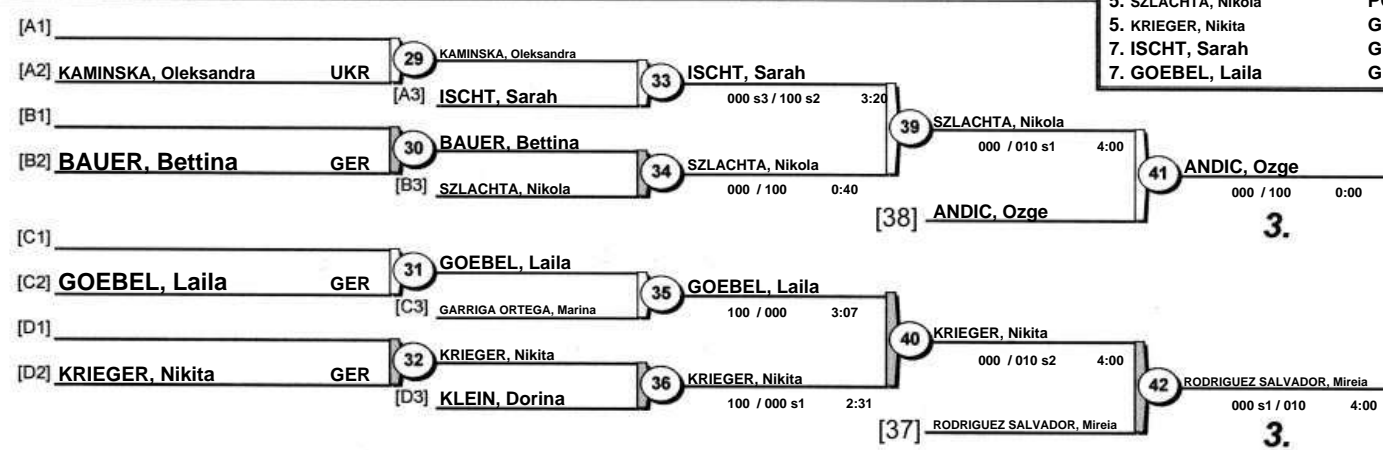 5. SZLACHTA, Nikola
5. KRIEGER, Nikita G
7. ISCHT, Sarah G
7. GOEBEL, Laila G
[A1]
[A2] KAMINSKA, Oleksandra UKR
29
KAMINSKA, Oleksandra
[A3] ISCHT, Sarah
33
ISCHT, Sarah
000 s3 / 100 s2 3:20
[B1]
[B2] BAUER, Bettina GER
30
BAUER, Bettina
[B3] SZLACHTA, Nikola
34
SZLACHTA, Nikola
000 / 100 0:40
39
SZLACHTA, Nikola
000 / 010 s1 4:00
[38] ANDIC, Ozge
41
ANDIC, Ozge
000 / 100 0:00
3.
[C1]
[C2] GOEBEL, Laila GER
31
GOEBEL, Laila
[C3] GARRIGA ORTEGA, Marina
35
GOEBEL, Laila
100 / 000 3:07
[D1]
[D2] KRIEGER, Nikita GER
32
KRIEGER, Nikita
[D3] KLEIN, Dorina
36
KRIEGER, Nikita
100 / 000 s1 2:31
40
KRIEGER, Nikita
000 / 010 s2 4:00
[37] RODRIGUEZ SALVADOR, Mireia
42
RODRIGUEZ SALVADOR, Mireia
000 s1 / 010 4:00
3.